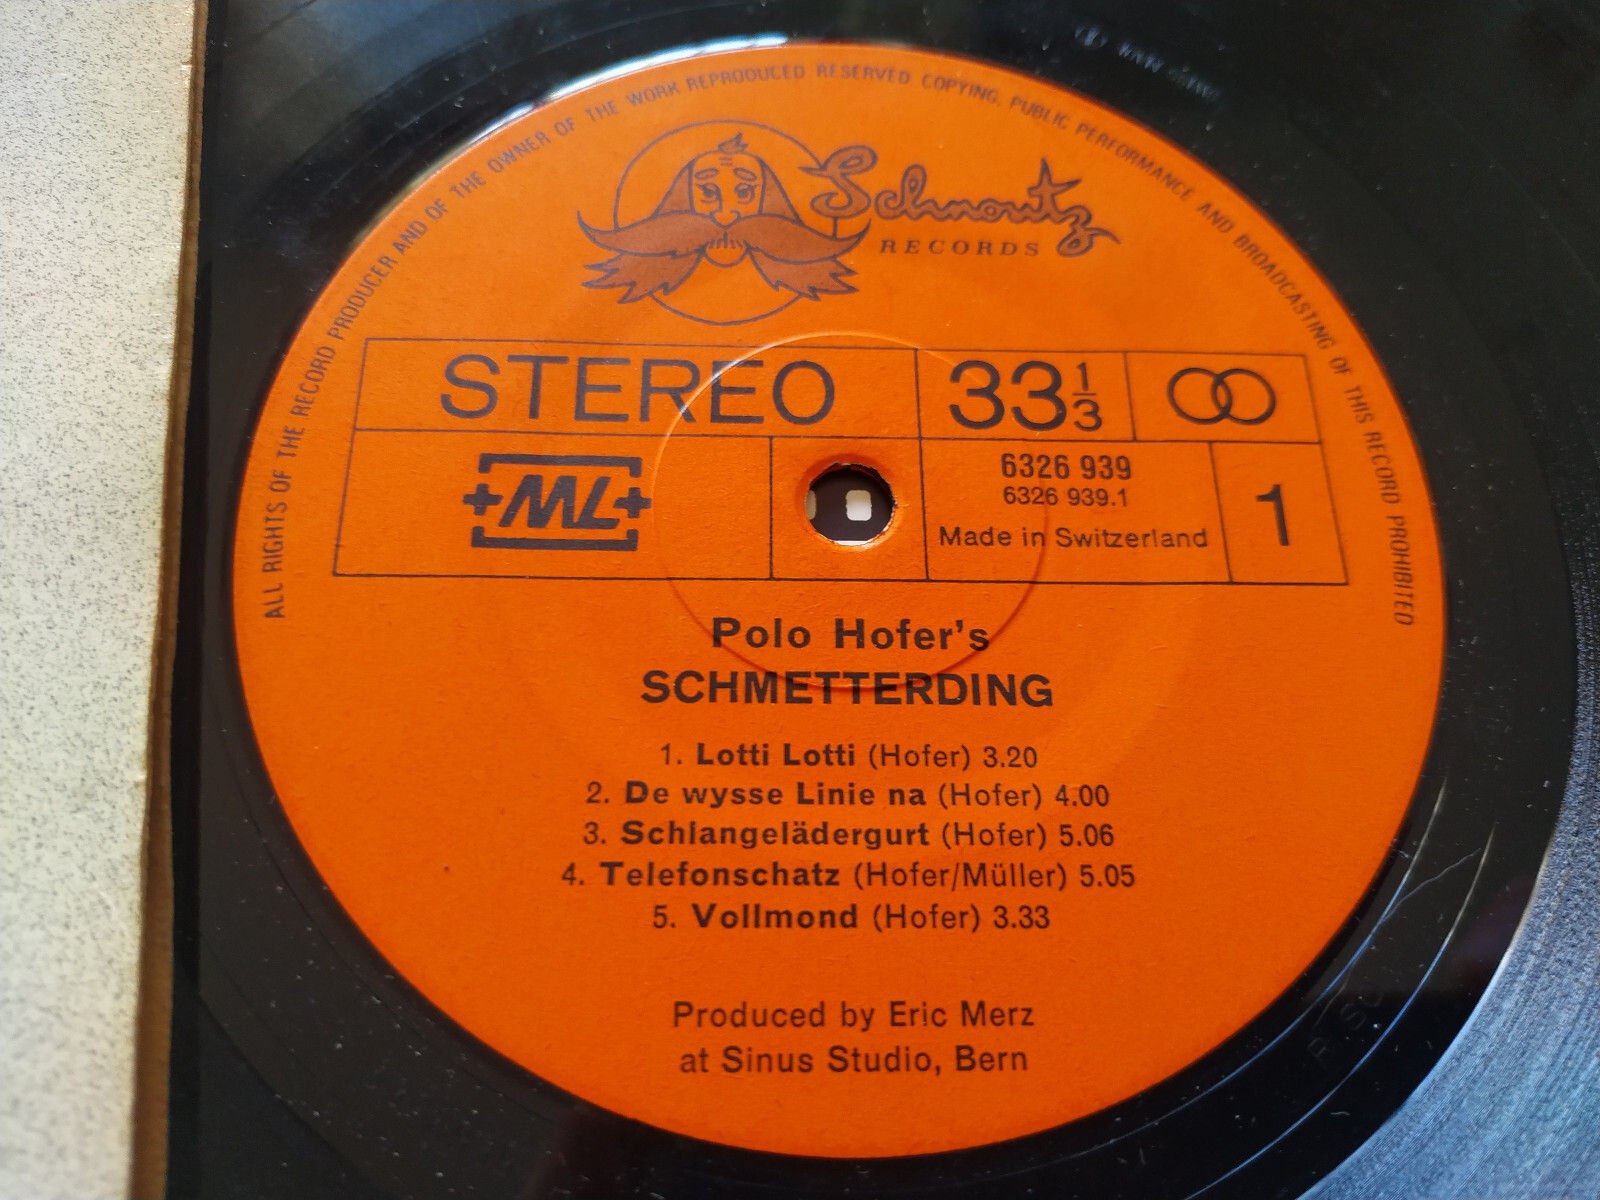 ALL RIGHTS OF THE RECORD PRODUCER AND OF THE OWNER OF THE WORK REPRODUCED RESERVED COPYING, PUBLIC PERFORMANCE AND BROADCASTING OF THIS RECORD PROHIBITED
Schnoutz
RECORDS
STEREO
33 1/3
+ML+
6326 939
6326 939.1
Made in Switzerland
1
Polo Hofer's
SCHMETTERDING
1. Lotti Lotti (Hofer) 3.20
2. De wysse Linie na (Hofer) 4.00
3. Schlangelädergurt (Hofer) 5.06
4. Telefonschatz (Hofer/Müller) 5.05
5. Vollmond (Hofer) 3.33
Produced by Eric Merz
at Sinus Studio, Bern